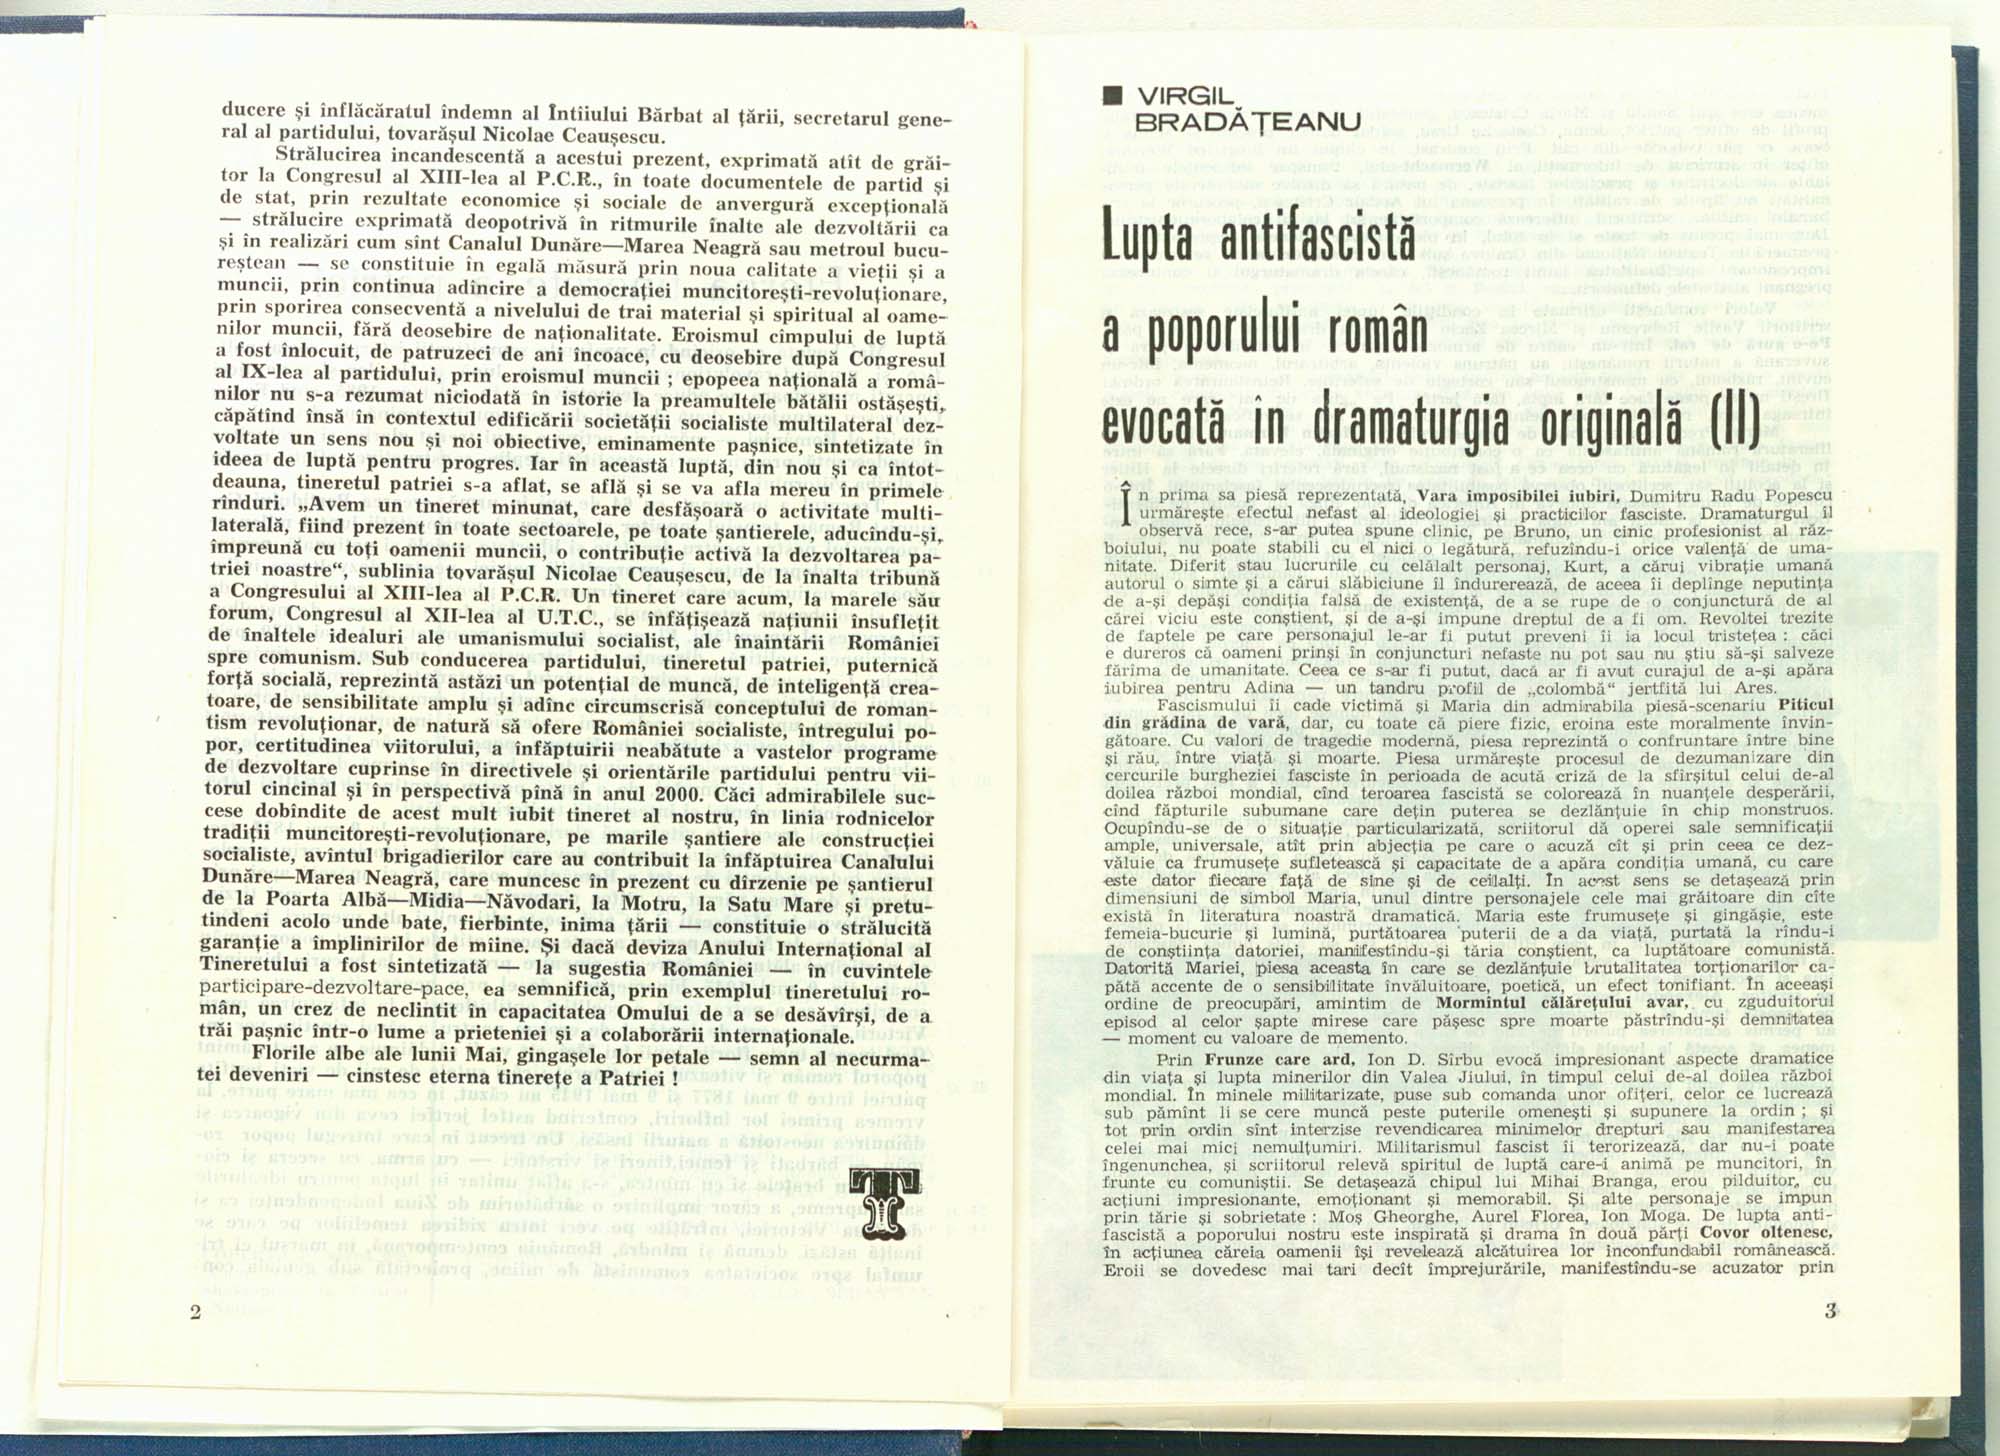 ducere și înflăcăratul îndemn al Întîiului Bărbat al țării, secretarul gene-
ral al partidului, tovarășul Nicolae Ceaușescu.
Strălucirea incandescentă a acestui prezent, exprimată atît de grăi-
tor la Congresul al XIII-lea al P.C.R., în toate documentele de partid și
de stat, prin rezultate economice și sociale de anvergură excepțională
— strălucire exprimată deopotrivă în ritmurile înalte ale dezvoltării ca
și în realizări cum sînt Canalul Dunăre—Marea Neagră sau metroul bucu-
reștean — se constituie în egală măsură prin noua calitate a vieții și a
muncii, prin continua adîncire a democrației muncitorești-revoluționare,
prin sporirea consecventă a nivelului de trai material și spiritual al oame-
nilor muncii, fără deosebire de naționalitate. Eroismul cîmpului de luptă
a fost înlocuit, de patruzeci de ani încoace, cu deosebire după Congresul
al IX-lea al partidului, prin eroismul muncii ; epopeea națională a romă-
nilor nu s-a rezumat niciodată în istorie la preamultele bătălii ostășești,
căpătînd însă în contextul edificării societății socialiste multilateral dez-
voltate un sens nou și noi obiective, eminamente pașnice, sintetizate în
ideea de luptă pentru progres. Iar în această luptă, din nou și ca întot-
deauna, tineretul patriei s-a aflat, se află și se va afla mereu în primele
rînduri. „Avem un tineret minunat, care desfășoară o activitate multi-
laterală, fiind prezent în toate sectoarele, pe toate șantierele, aducîndu-și,
împreună cu toți oamenii muncii, o contribuție activă la dezvoltarea pa-
triei noastre“, sublinia tovarășul Nicolae Ceaușescu, de la înalta tribună
a Congresului al XIII-lea al P.C.R. Un tineret care acum, la marele său
forum, Congresul al XII-lea al U.T.C., se înfățișează națiunii însuflețit
de înaltele idealuri ale umanismului socialist, ale înaintării României
spre comunism. Sub conducerea partidului, tineretul patriei, puternică
forță socială, reprezintă astăzi un potențial de muncă, de inteligență crea-
toare, de sensibilitate amplu și adînc circumscrisă conceptului de roman-
tism revoluționar, de natură să ofere României socialiste, întregului po-
por, certitudinea viitorului, a înfăptuirii neabătute a vastelor programe
de dezvoltare cuprinse în directivele și orientările partidului pentru vii-
torul cincinal și în perspectivă pînă în anul 2000. Căci admirabilele suc-
cese dobîndite de acest mult iubit tineret al nostru, în linia rodnicelor
tradiții muncitorești-revoluționare, pe marile șantiere ale construcției
socialiste, avîntul brigadierilor care au contribuit la înfăptuirea Canalului
Dunăre—Marea Neagră, care muncesc în prezent cu dîrzenie pe șantierul
de la Poarta Albă—Midia—Năvodari, la Motru, la Satu Mare și pretu-
tindeni acolo unde bate, fierbinte, inima țării — constituie o strălucită
garanție a împlinirilor de mîine. Și dacă deviza Anului Internațional al
Tineretului a fost sintetizată — la sugestia României — în cuvintele
participare-dezvoltare-pace, ea semnifică, prin exemplul tineretului ro-
mân, un crez de neclintit în capacitatea Omului de a se desăvîrși, de a
trăi pașnic într-o lume a prieteniei și a colaborării internaționale.
Florile albe ale lunii Mai, gingașele lor petale — semn al necurma-
tei deveniri — cinstesc eterna tinerețe a Patriei !
T
2
■ VIRGIL
BRADĂȚEANU
Lupta antifascistă
a poporului român
evocată în dramaturgia originală (II)
În prima sa piesă reprezentată, Vara imposibilei iubiri, Dumitru Radu Popescu
urmărește efectul nefast al ideologiei și practicilor fasciste. Dramaturgul îl
observă rece, s-ar putea spune clinic, pe Bruno, un cinic profesionist al răz-
boiului, nu poate stabili cu el nici o legătură, refuzîndu-i orice valență de uma-
nitate. Diferit stau lucrurile cu celălalt personaj, Kurt, a cărui vibrație umană
autorul o simte și a cărui slăbiciune îl îndurerează, de aceea îi deplînge neputința
de a-și depăși condiția falsă de existență, de a se rupe de o conjunctură de al
cărei viciu este conștient, și de a-și impune dreptul de a fi om. Revoltei trezite
de faptele pe care personajul le-ar fi putut preveni îi ia locul tristețea : căci
e dureros că oameni prinși în conjuncturi nefaste nu pot sau nu știu să-și salveze
fărîma de umanitate. Ceea ce s-ar fi putut, dacă ar fi avut curajul de a-și apăra
iubirea pentru Adina — un tandru profil de „colombă“ jertfită lui Ares.
Fascismului îi cade victimă și Maria din admirabila piesă-scenariu Piticul
din grădina de vară, dar, cu toate că piere fizic, eroina este moralmente învin-
gătoare. Cu valori de tragedie modernă, piesa reprezintă o confruntare între bine
și rău, între viață și moarte. Piesa urmărește procesul de dezumanizare din
cercurile burgheziei fasciste în perioada de acută criză de la sfîrșitul celui de-al
doilea război mondial, cînd teroarea fascistă se colorează în nuanțele desperării,
cînd făpturile subumane care dețin puterea se dezlănțuie în chip monstruos.
Ocupîndu-se de o situație particularizată, scriitorul dă operei sale semnificații
ample, universale, atît prin abjecția pe care o acuză cît și prin ceea ce dez-
văluie ca frumusețe sufletească și capacitate de a apăra condiția umană, cu care
este dator fiecare față de sine și de ceilalți. În acest sens se detașează prin
dimensiuni de simbol Maria, unul dintre personajele cele mai grăitoare din cîte
există în literatura noastră dramatică. Maria este frumusețe și gingășie, este
femeia-bucurie și lumină, purtătoarea puterii de a da viață, purtată la rîndu-i
de conștiința datoriei, manifestîndu-și tăria conștient, ca luptătoare comunistă.
Datorită Mariei, piesa aceasta în care se dezlănțuie brutalitatea torționarilor ca-
pătă accente de o sensibilitate învăluitoare, poetică, un efect tonifiant. În aceeași
ordine de preocupări, amintim de Mormîntul călărețului avar, cu zguduitorul
episod al celor șapte mirese care pășesc spre moarte păstrîndu-și demnitatea
— moment cu valoare de memento.
Prin Frunze care ard, Ion D. Sîrbu evocă impresionant aspecte dramatice
din viața și lupta minerilor din Valea Jiului, în timpul celui de-al doilea război
mondial. În minele militarizate, puse sub comanda unor ofițeri, celor ce lucrează
sub pămînt li se cere muncă peste puterile omenești și supunere la ordin ; și
tot prin ordin sînt interzise revendicarea minimelor drepturi sau manifestarea
celei mai mici nemulțumiri. Militarismul fascist îi terorizează, dar nu-i poate
îngenunchea, și scriitorul relevă spiritul de luptă care-i animă pe muncitori, în
frunte cu comuniștii. Se detașează chipul lui Mihai Branga, erou pilduitor, cu
acțiuni impresionante, emoționant și memorabil. Și alte personaje se impun
prin tărie și sobrietate : Moș Gheorghe, Aurel Florea, Ion Moga. De lupta anti-
fascistă a poporului nostru este inspirată și drama în două părți Covor oltenesc,
în acțiunea căreia oamenii își revelează alcătuirea lor inconfundabil românească.
Eroii se dovedesc mai tari decît împrejurările, manifestîndu-se acuzator prin
3